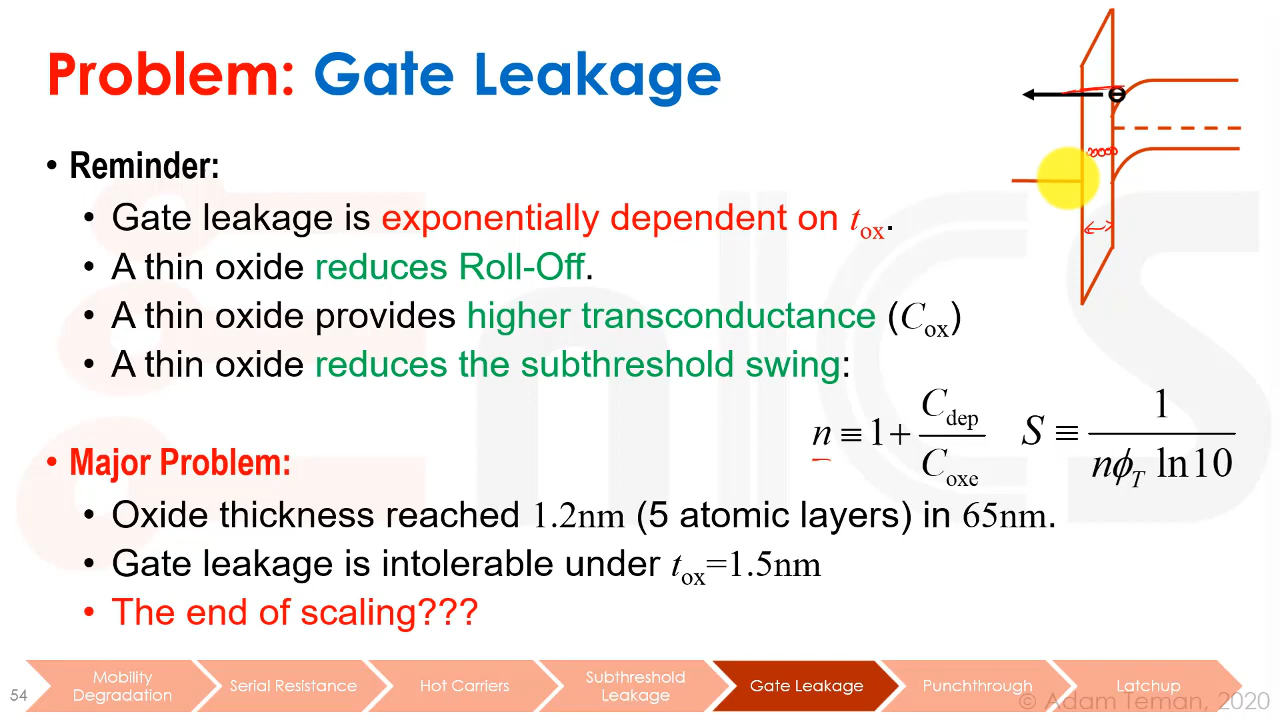 Problem: Gate Leakage
• Reminder:
• Gate leakage is exponentially dependent on tox.
• A thin oxide reduces Roll-Off.
• A thin oxide provides higher transconductance (Cox)
• A thin oxide reduces the subthreshold swing:
n ≡ 1 + Cdep / Coxe
S ≡ 1 / nϕT ln10
• Major Problem:
• Oxide thickness reached 1.2nm (5 atomic layers) in 65nm.
• Gate leakage is intolerable under tox=1.5nm
• The end of scaling???
54
Mobility Degradation
Serial Resistance
Hot Carriers
Subthreshold Leakage
Gate Leakage
Punchthrough
Latchup
© Adam Teman, 2020